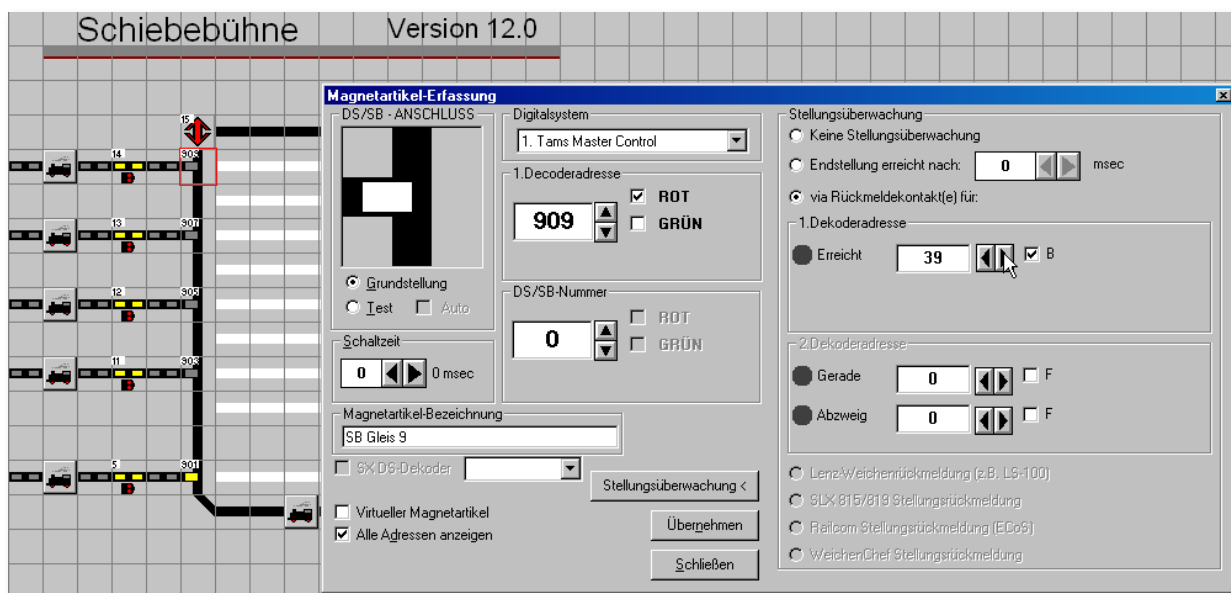 Schiebebühne Version 12.0
15
14 909
13 907
12 905
11 903
5 901
Magnetartikel-Erfassung
DS/SB - ANSCHLUSS
Grundstellung
Test Auto
Schaltzeit
0 0 msec
Magnetartikel-Bezeichnung
SB Gleis 9
SX DS-Dekoder
Virtueller Magnetartikel
Alle Adressen anzeigen
Digitalsystem
1. Tams Master Control
1.Decoderadresse
909 ROT
GRÜN
DS/SB-Nummer
0 ROT
GRÜN
Stellungsüberwachung <
Übernehmen
Schließen
Stellungsüberwachung
Keine Stellungsüberwachung
Endstellung erreicht nach: 0 msec
via Rückmeldekontakt(e) für:
1.Dekoderadresse
Erreicht 39 B
2.Dekoderadresse
Gerade 0 F
Abzweig 0 F
Lenz-Weichenrückmeldung (z.B. LS-100)
SLX 815/819 Stellungsrückmeldung
Railcom Stellungsrückmeldung (ECoS)
WeichenChef Stellungsrückmeldung